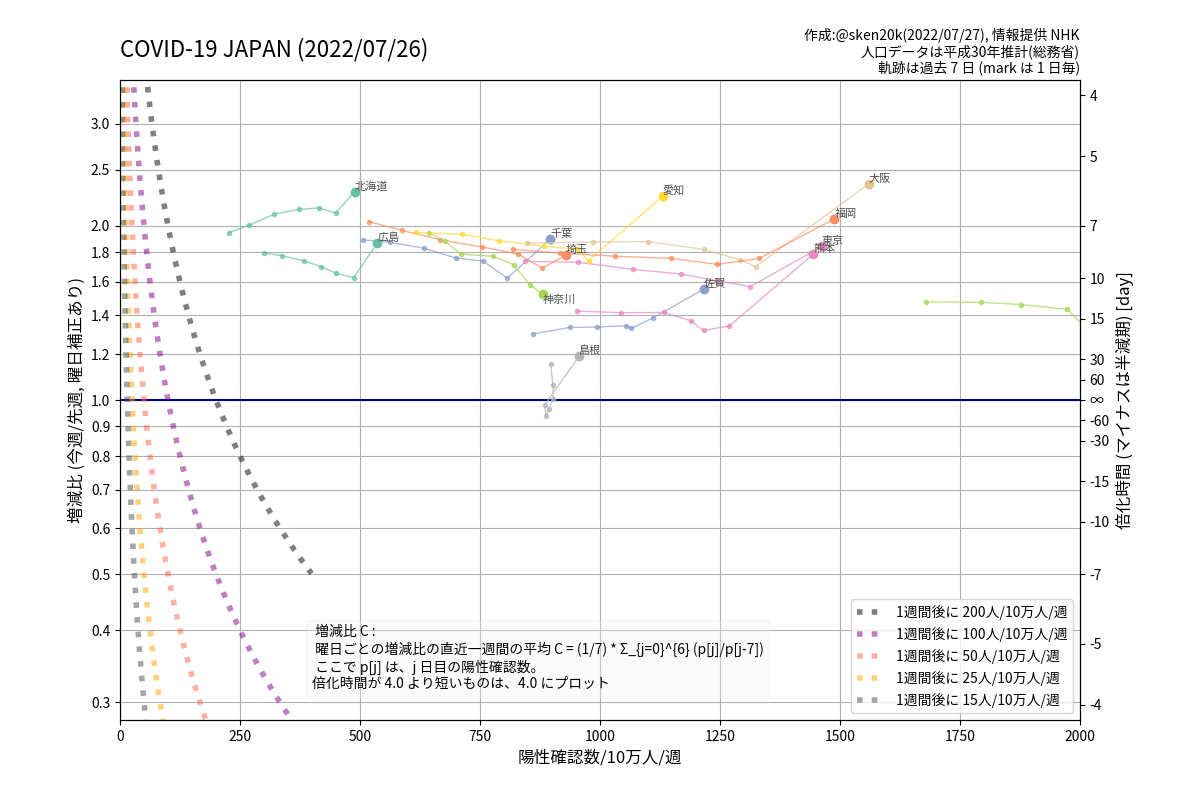 COVID-19 JAPAN (2022/07/26)
作成:@sken20k(2022/07/27), 情報提供 NHK
人口データは平成30年推計(総務省)
軌跡は過去 7 日 (mark は 1 日毎)
増減比 (今週/先週, 曜日補正あり)
3.0
2.5
2.0
1.8
1.6
1.4
1.2
1.0
0.9
0.8
0.7
0.6
0.5
0.4
0.3
北海道
広島
千葉
埼玉
神奈川
島根
愛知
佐賀
大阪
福岡
東京
熊本
4
5
7
10
15
30
60
∞
-60
-30
-15
-10
-7
-5
-4
倍化時間 (マイナスは半減期) [day]
増減比 C :
曜日ごとの増減比の直近一週間の平均 C = (1/7) * Σ_{j=0}^{6} (p[j]/p[j-7])
ここで p[j] は、j 日目の陽性確認数。
倍化時間が 4.0 より短いものは、4.0 にプロット
1週間後に 200人/10万人/週
1週間後に 100人/10万人/週
1週間後に 50人/10万人/週
1週間後に 25人/10万人/週
1週間後に 15人/10万人/週
0
250
500
750
1000
1250
1500
1750
2000
陽性確認数/10万人/週